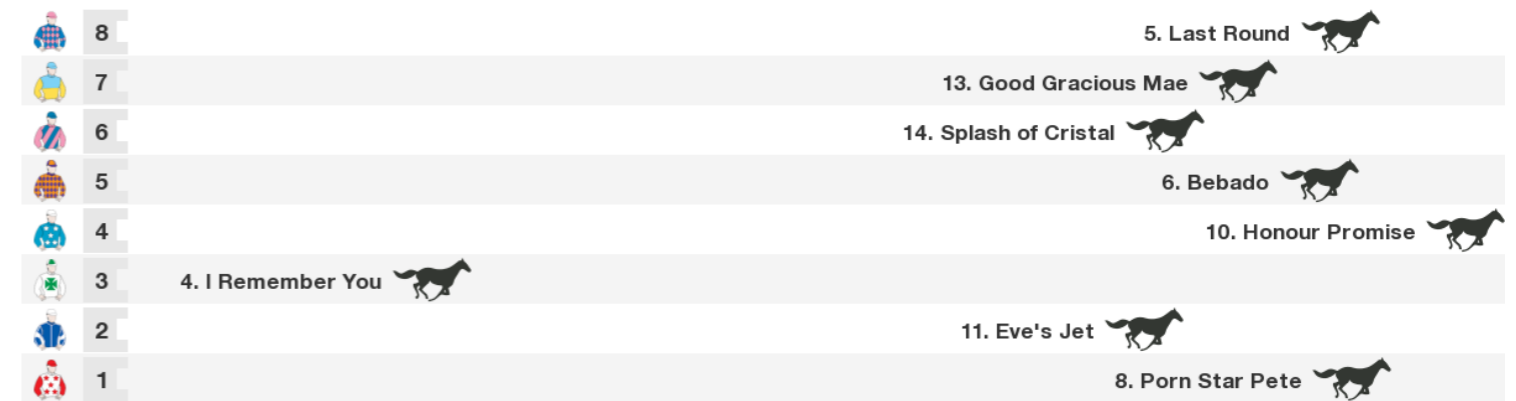 8 5. Last Round
7 13. Good Gracious Mae
6 14. Splash of Cristal
5 6. Bebado
4 10. Honour Promise
3 4. I Remember You
2 11. Eve's Jet
1 8. Porn Star Pete